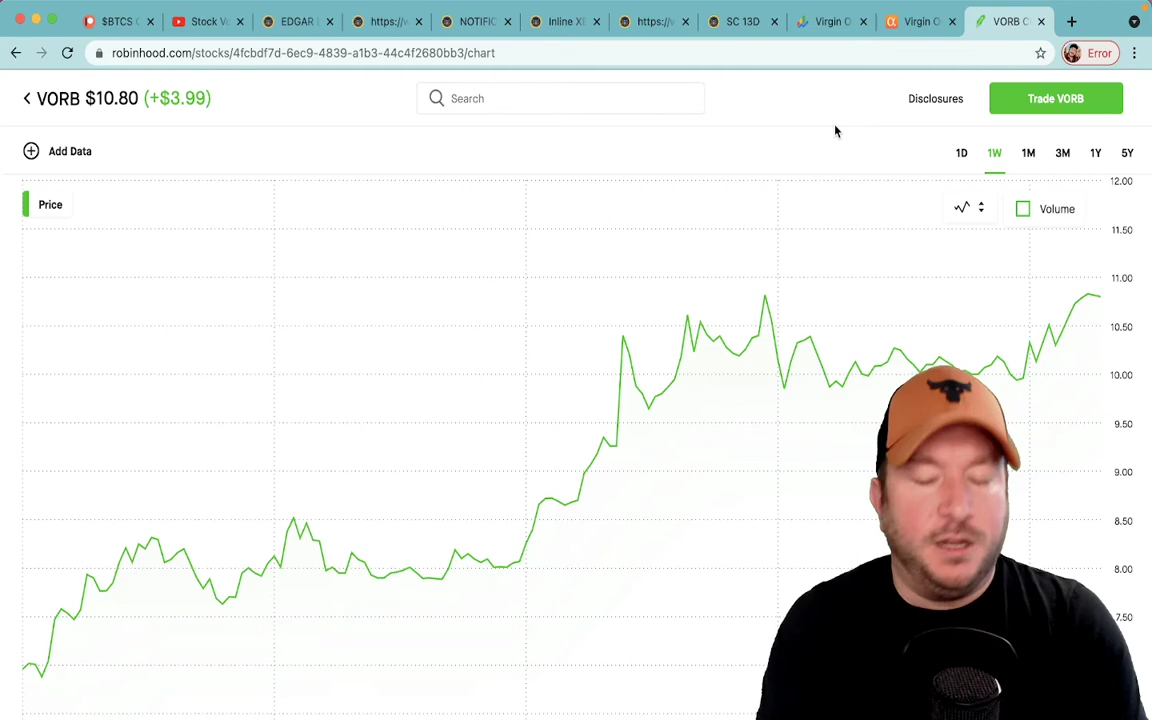 $BTCS C
Stock Vo
EDGAR
https://v
NOTIFIC
Inline XB
https://v
SC 13D
Virgin O
Virgin O
VORB C
robinhood.com/stocks/4fcbdf7d-6ec9-4839-a1b3-44c4f2680bb3/chart
Error
VORB $10.80 (+$3.99)
Search
Disclosures
Trade VORB
Add Data
1D 1W 1M 3M 1Y 5Y
Price
Volume
12.00
11.50
11.00
10.50
10.00
9.50
9.00
8.50
8.00
7.50